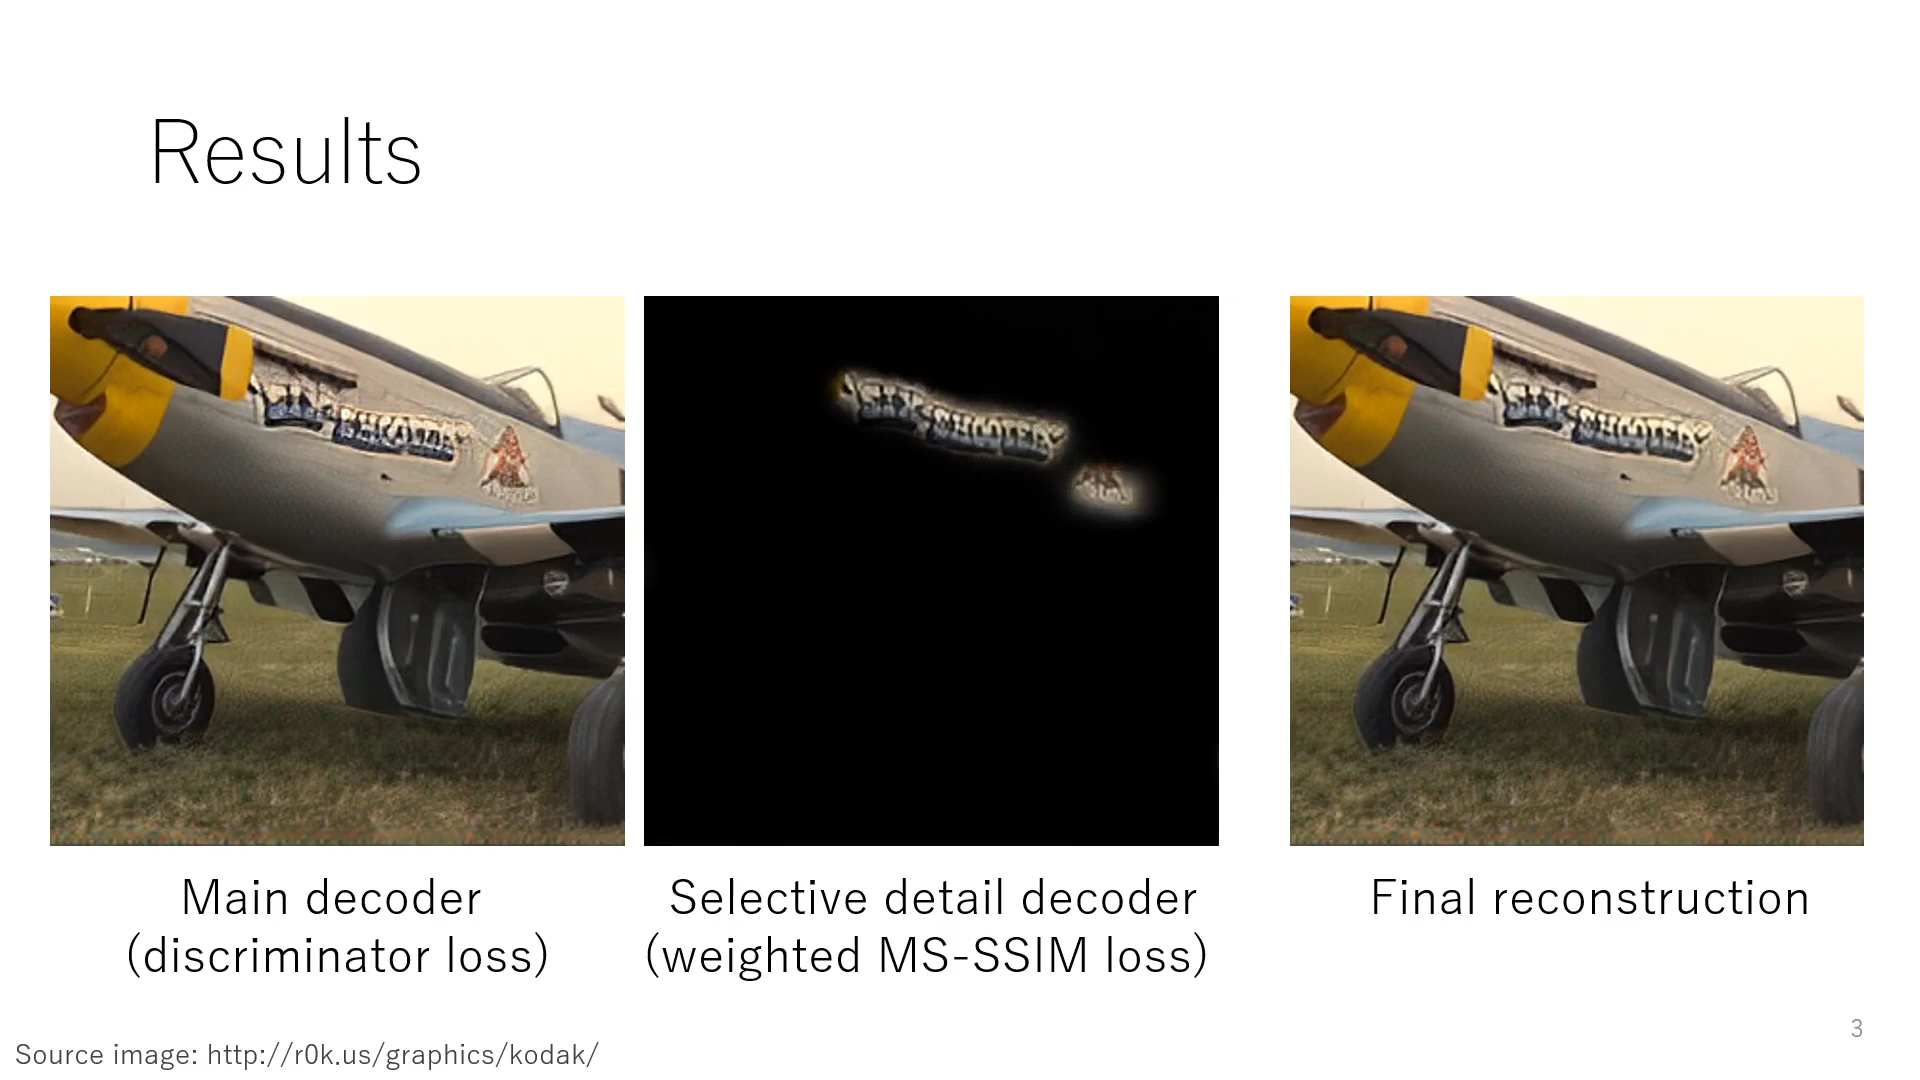 Results
Main decoder
(discriminator loss)
Selective detail decoder
(weighted MS-SSIM loss)
Final reconstruction
3
Source image: http://r0k.us/graphics/kodak/